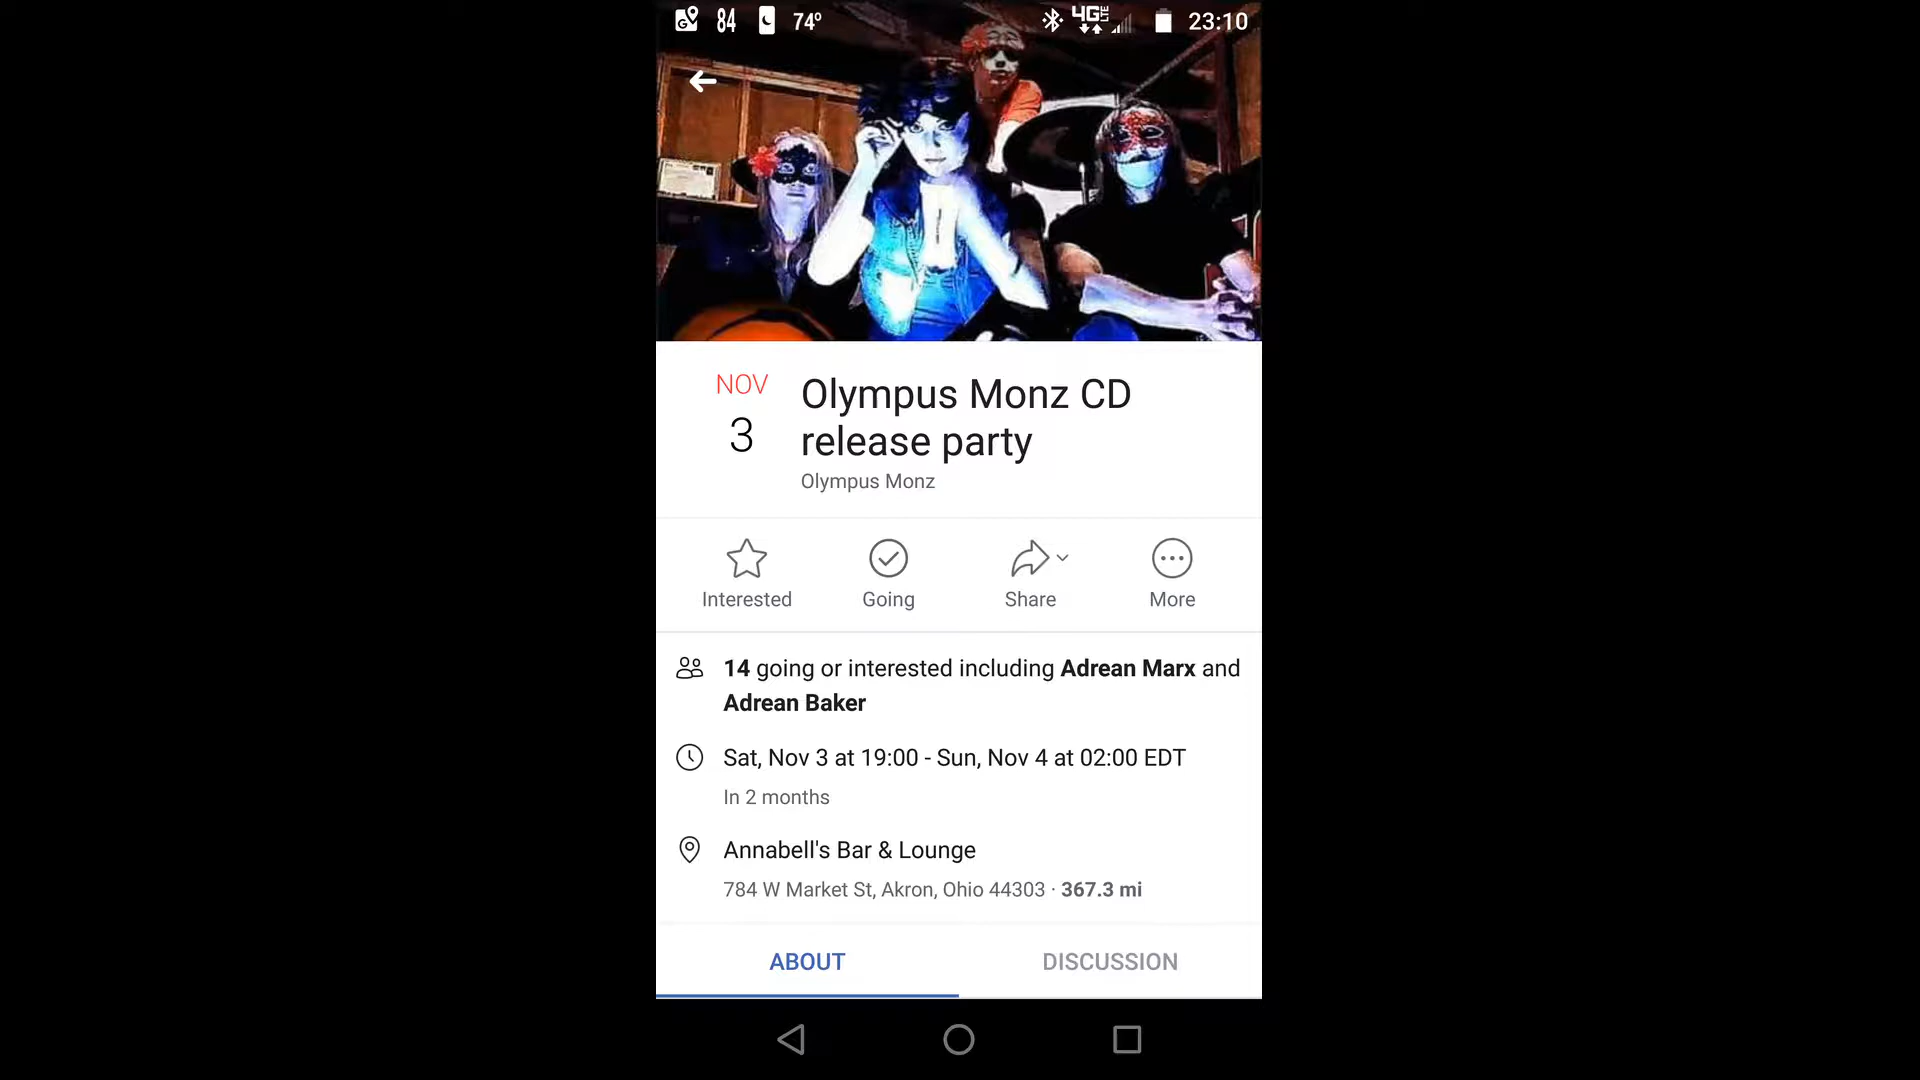 84 74° 4G LTE 23:10
NOV
3
Olympus Monz CD
release party
Olympus Monz
Interested Going Share More
14 going or interested including Adrean Marx and
Adrean Baker
Sat, Nov 3 at 19:00 - Sun, Nov 4 at 02:00 EDT
In 2 months
Annabell's Bar & Lounge
784 W Market St, Akron, Ohio 44303 · 367.3 mi
ABOUT DISCUSSION